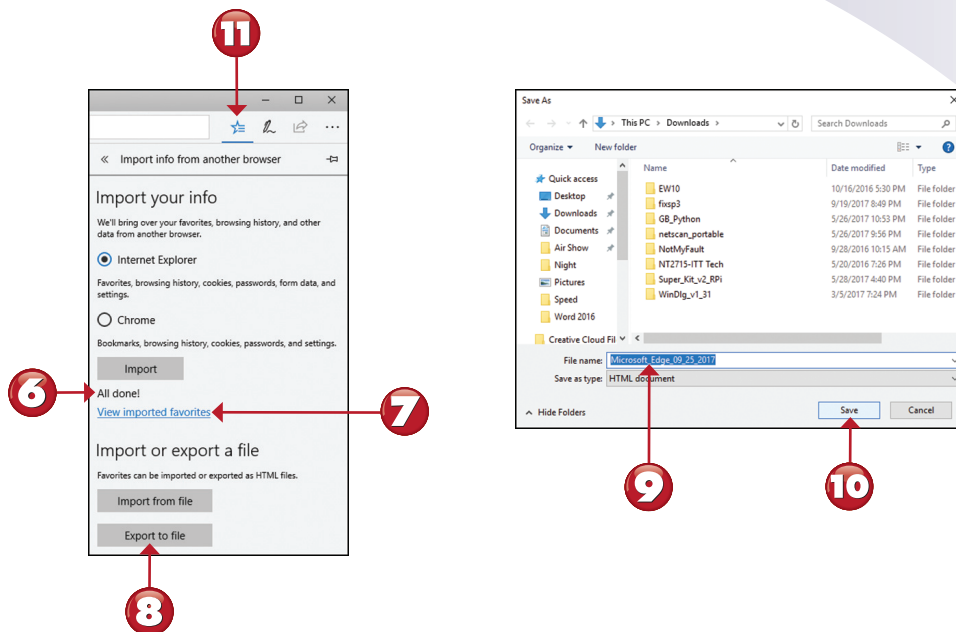 11
Import info from another browser
Import your info
We'll bring over your favorites, browsing history, and other
data from another browser.
Internet Explorer
Favorites, browsing history, cookies, passwords, form data, and
settings.
Chrome
Bookmarks, browsing history, cookies, passwords, and settings.
Import
6
All done!
View imported favorites
7
Import or export a file
Favorites can be imported or exported as HTML files.
Import from file
Export to file
8
Save As
This PC > Downloads >
Search Downloads
Organize
New folder
Name
Date modified
Type
Quick access
Desktop
Downloads
Documents
Air Show
Night
Pictures
Speed
Word 2016
Creative Cloud Fil
EW10 10/16/2016 5:30 PM File folder
fixsp3 9/19/2017 8:49 PM File folder
GB_Python 5/26/2017 10:53 PM File folder
netscan_portable 5/26/2017 9:56 PM File folder
NotMyFault 9/28/2016 10:15 AM File folder
NT2715-ITT Tech 5/20/2016 7:26 PM File folder
Super_Kit_v2_RPi 5/28/2017 4:40 PM File folder
WinDlg_v1_31 3/5/2017 7:24 PM File folder
File name: Microsoft_Edge_09_25_2017
Save as type: HTML document
Hide Folders
Save
Cancel
9
10